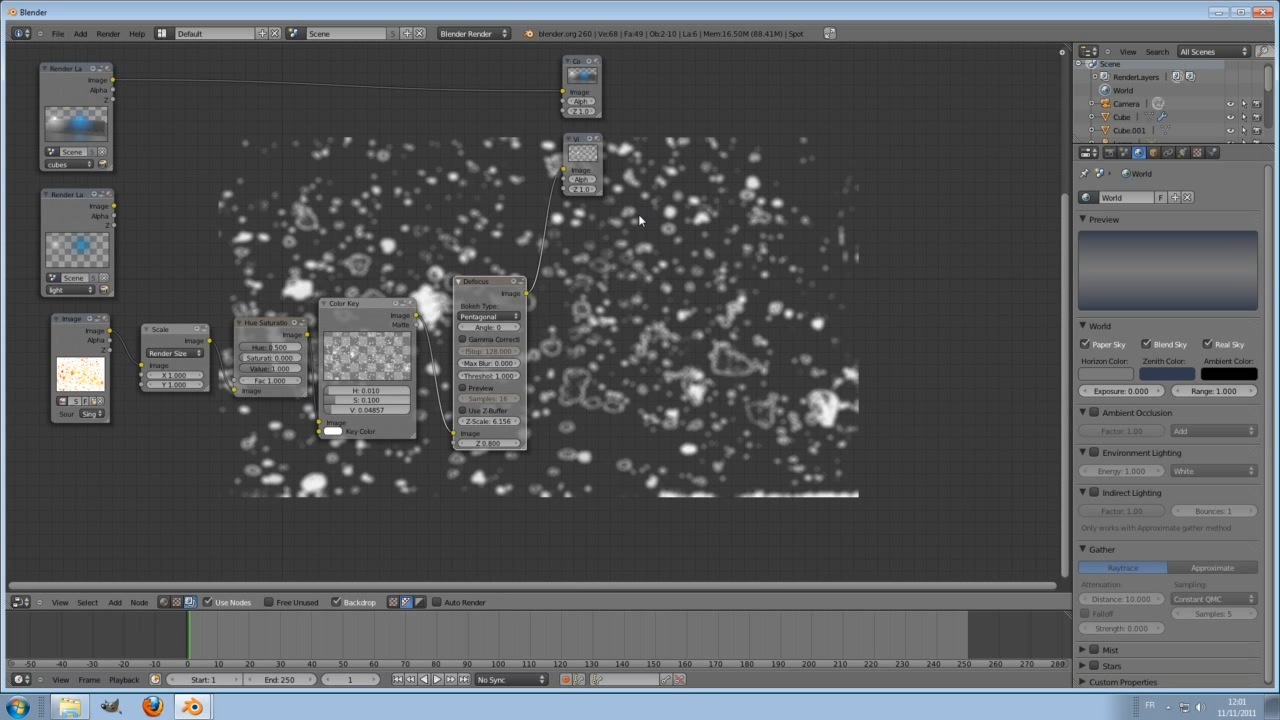 Blender
File Add Render Help Default Scene 5 Blender Render blender.org 260 | Ve:68 | Fa:49 | Ob:2-10 | La:6 | Mem:16.50M (88.41M) | Spot
View Search All Scenes
Scene
RenderLayers
World
Camera
Cube
Cube.001
Render La
Image
Alpha
Z
Scene
cubes
Render La
Image
Alpha
Z
Scene
light
Image
Image
Alpha
Z
S F
Sour Sing
Scale
Image
Render Size
X 1.000
Y 1.000
Image
Hue Saturatio
Image
Hue: 0.500
Saturati: 0.000
Value: 1.000
Fac 1.000
Image
Color Key
Image
Matte
H: 0.010
S: 0.100
V: 0.04857
Image
Key Color
Defocus
Image
Bokeh Type:
Pentagonal
Angle: 0
Gamma Correcti
fStop: 128.000
Max Blur: 0.000
Threshold: 1.000
Preview
Samples: 16
Use Z-Buffer
Z-Scale: 6.156
Image
Z 0.800
Co
Image
Alph
Z 1.0
Vi
Image
Alph
Z 1.0
World
World F
Preview
World
Paper Sky Blend Sky Real Sky
Horizon Color: Zenith Color: Ambient Color:
Exposure: 0.000 Range: 1.000
Ambient Occlusion
Factor: 1.00 Add
Environment Lighting
Energy: 1.000 White
Indirect Lighting
Factor: 1.00 Bounces: 1
Only works with Approximate gather method
Gather
Raytrace Approximate
Attenuation: Sampling:
Distance: 10.000 Constant QMC
Falloff Samples: 5
Strength: 0.000
Mist
Stars
Custom Properties
View Select Add Node Use Nodes Free Unused Backdrop Auto Render
-50 -40 -30 -20 -10 0 10 20 30 40 50 60 70 80 90 100 110 120 130 140 150 160 170 180 190 200 210 220 230 240 250 260 270 280
View Frame Playback Start: 1 End: 250 1 No Sync
FR 12:01
11/11/2011